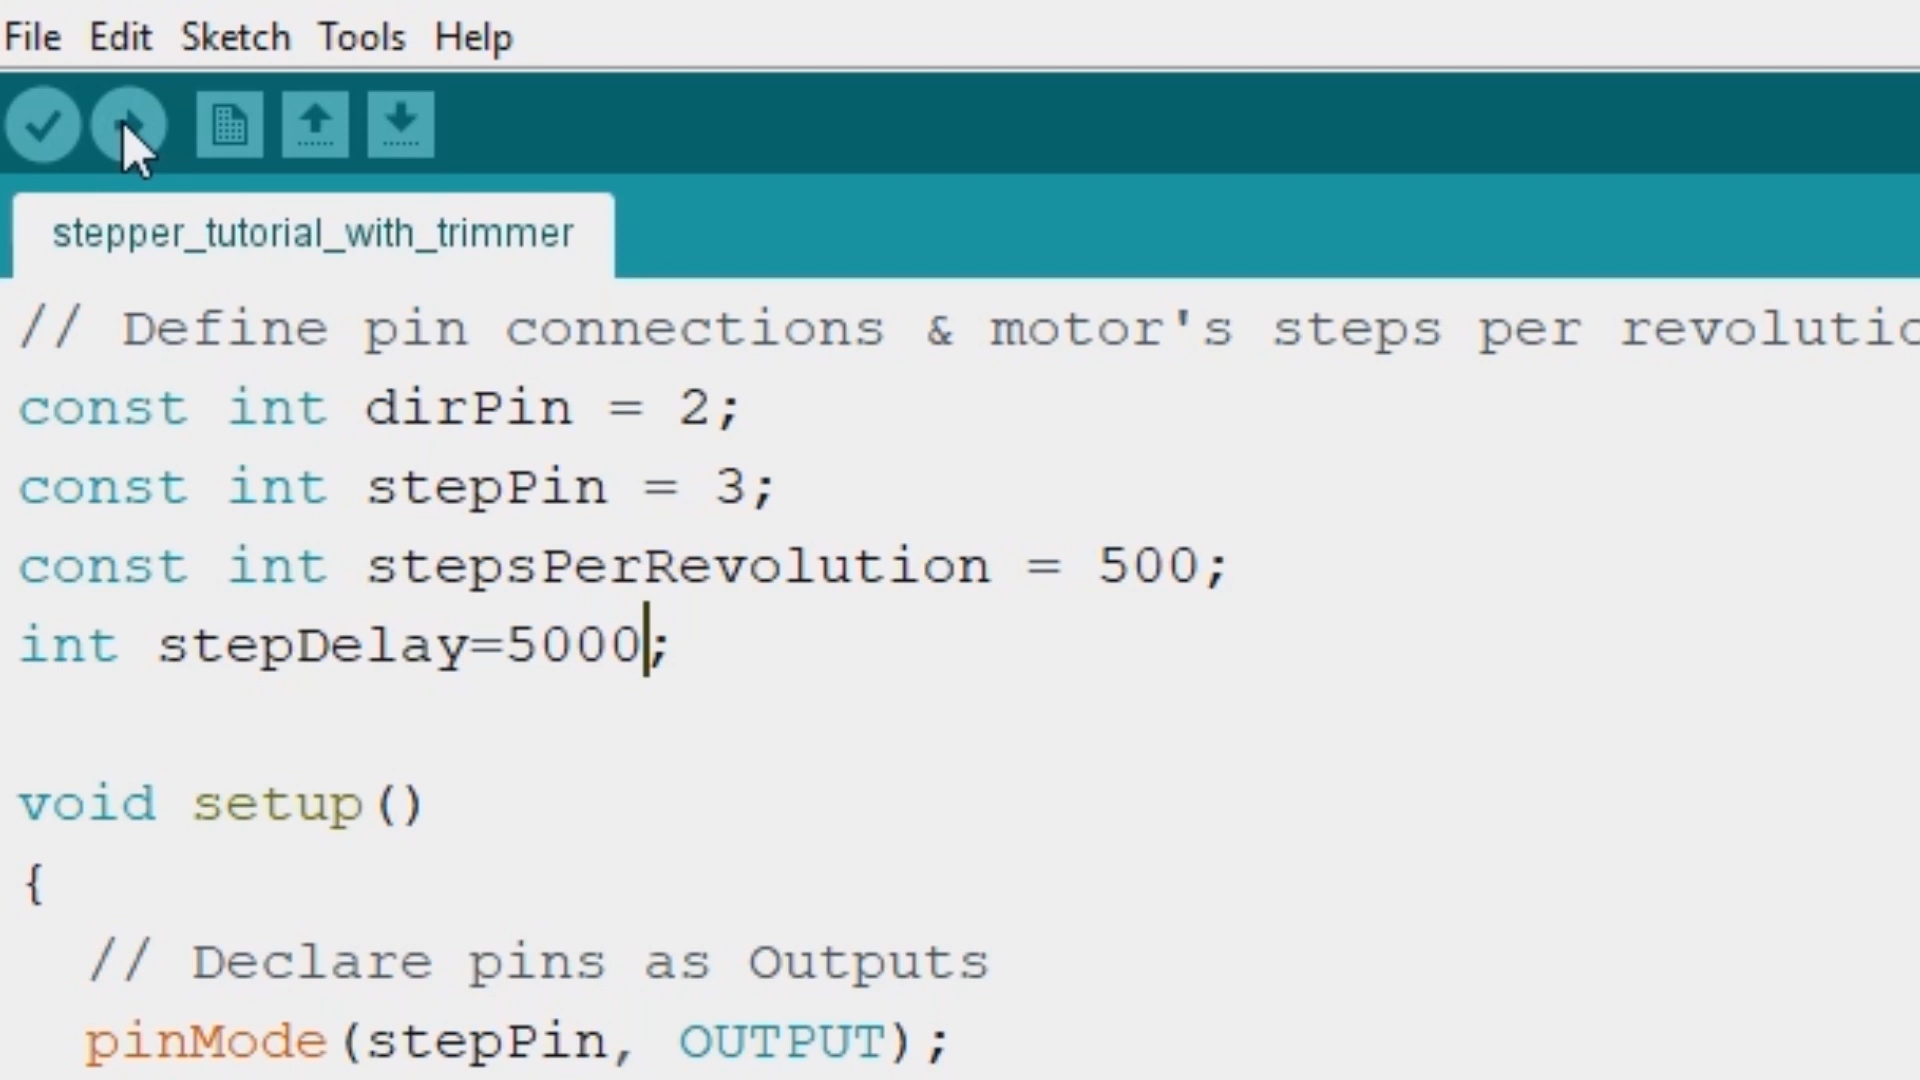 File Edit Sketch Tools Help
stepper_tutorial_with_trimmer
// Define pin connections & motor's steps per revolutio
const int dirPin = 2;
const int stepPin = 3;
const int stepsPerRevolution = 500;
int stepDelay=5000;
void setup()
{
// Declare pins as Outputs
pinMode(stepPin, OUTPUT);